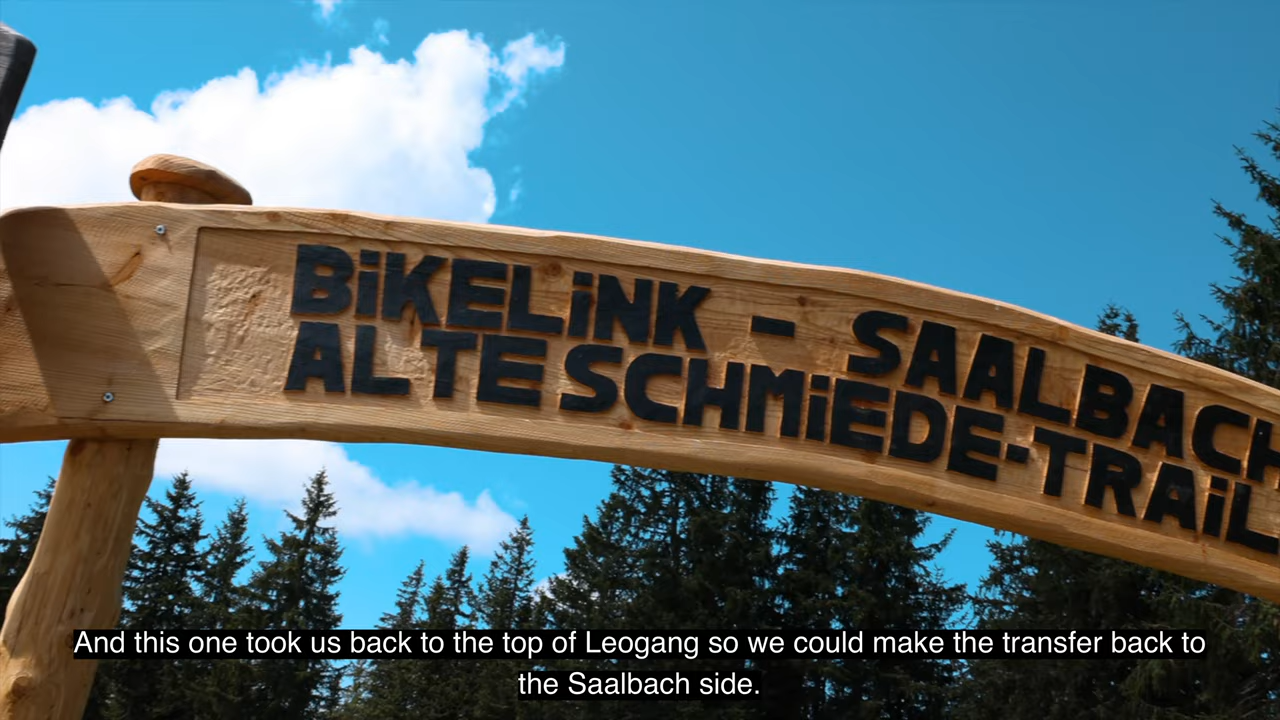 BiKELiNK - SAALBACH
ALTE SCHMiEDE-TRAiL
And this one took us back to the top of Leogang so we could make the transfer back to
the Saalbach side.